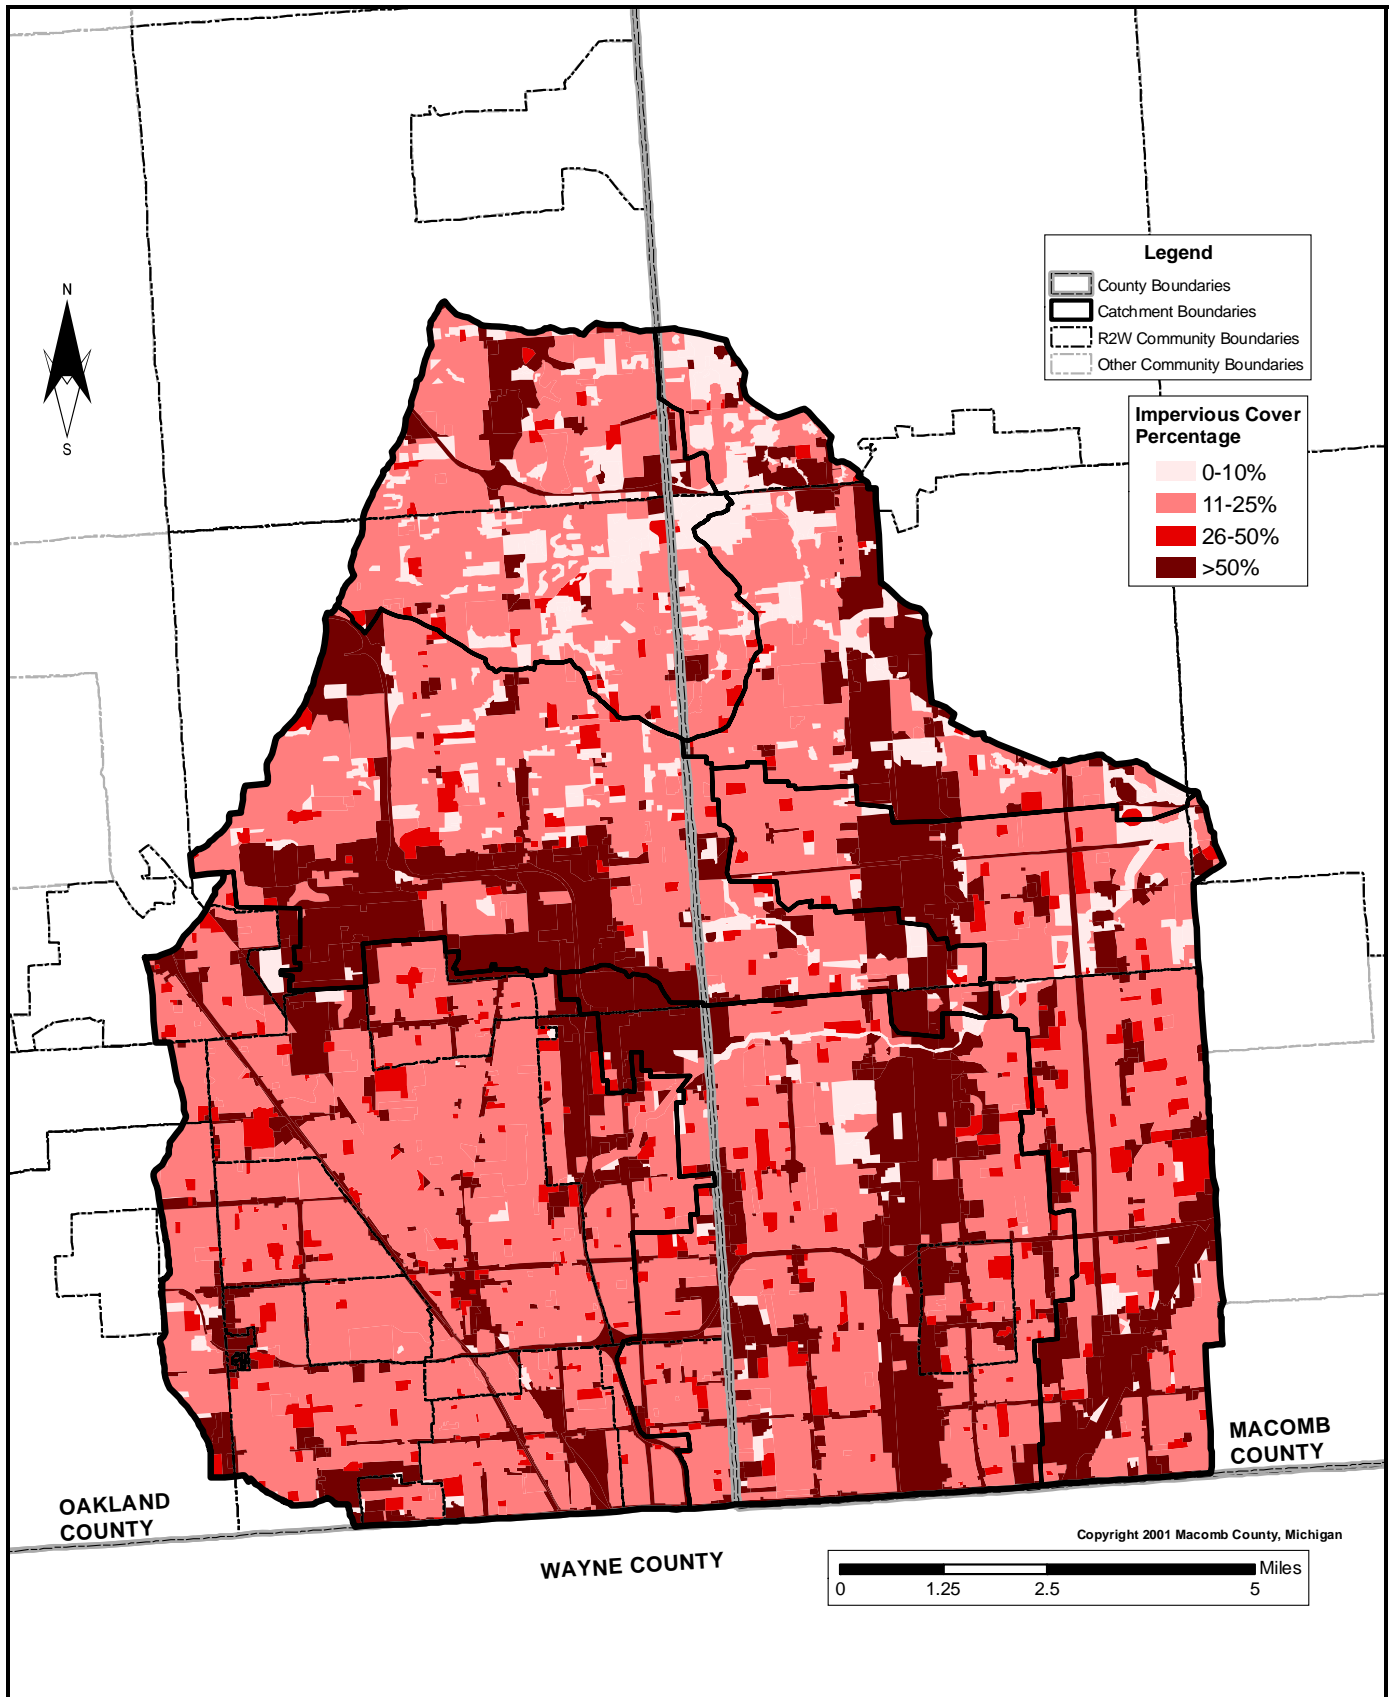 N
S
Legend
County Boundaries
Catchment Boundaries
R2W Community Boundaries
Other Community Boundaries
Impervious Cover
Percentage
0-10%
11-25%
26-50%
>50%
MACOMB
COUNTY
OAKLAND
COUNTY
WAYNE COUNTY
Copyright 2001 Macomb County, Michigan
Miles
0 1.25 2.5 5